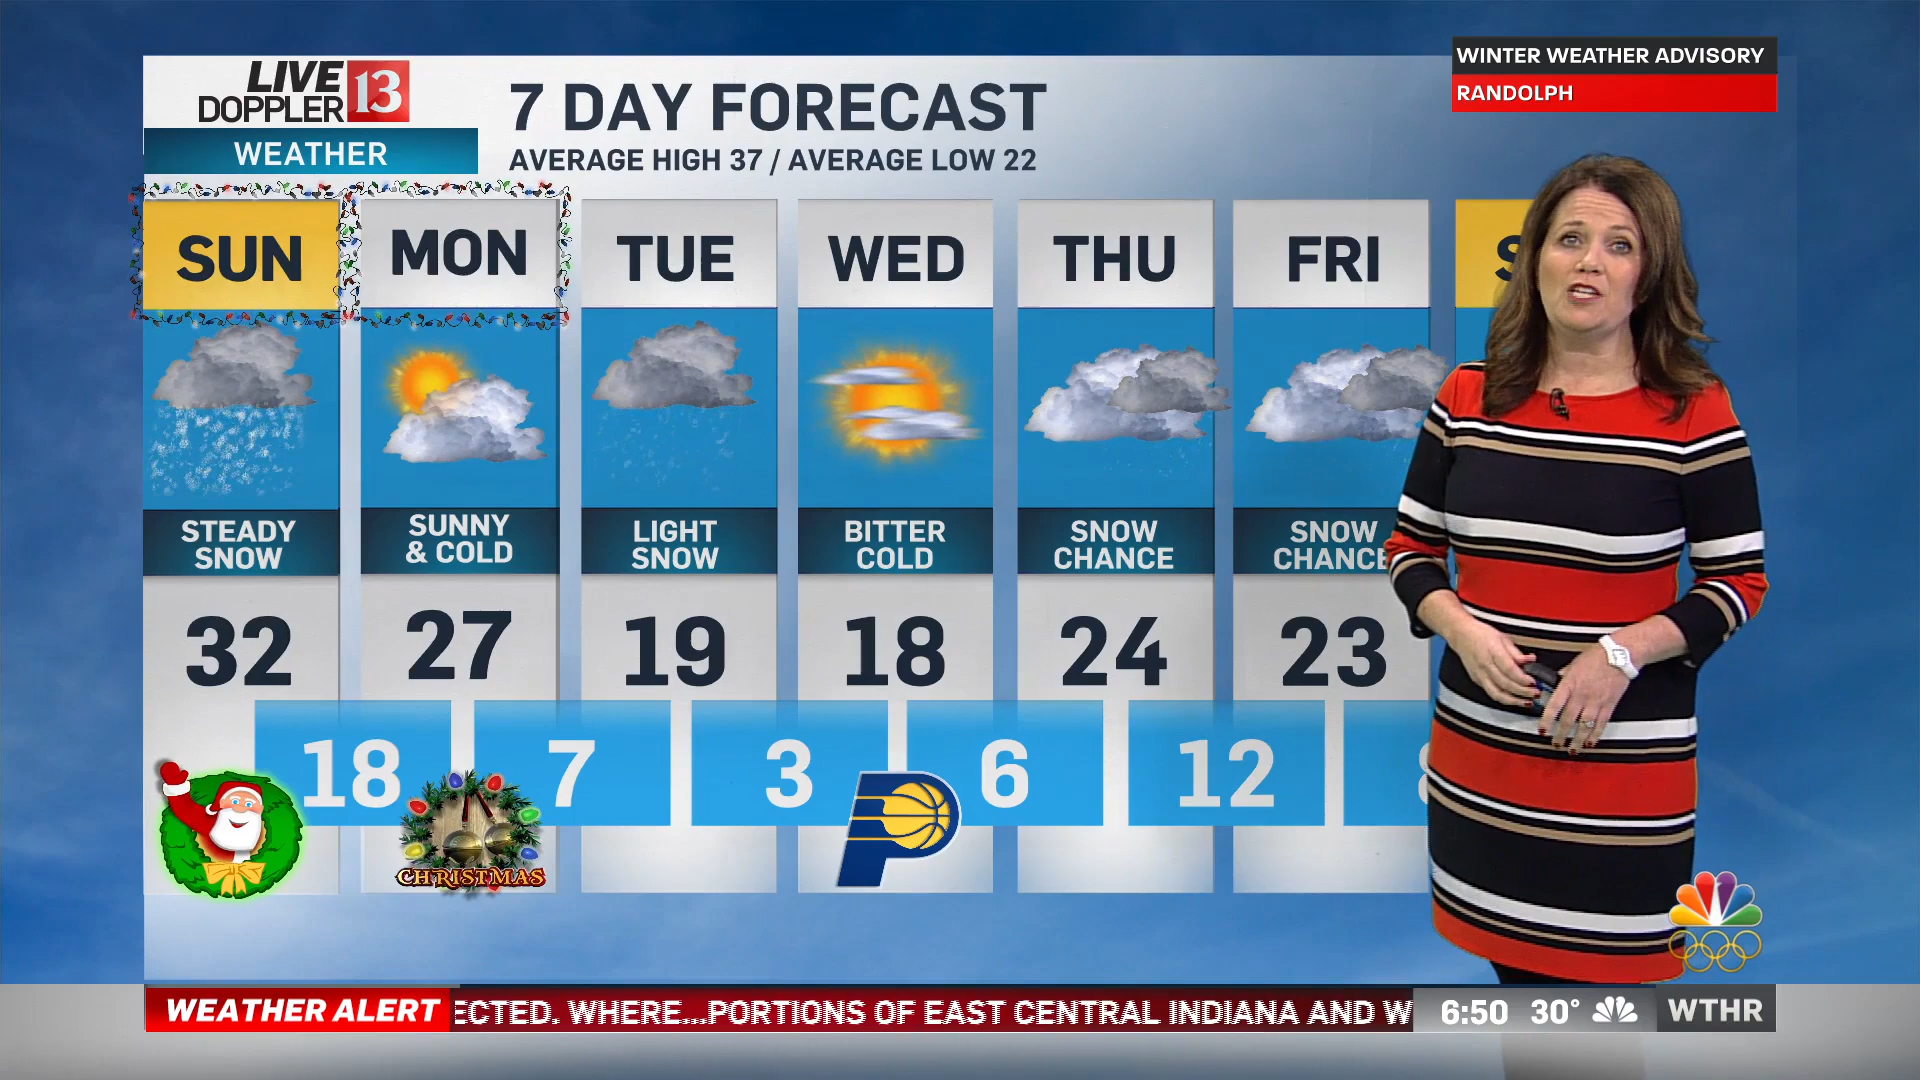 LIVE
DOPPLER 13
WEATHER
7 DAY FORECAST
AVERAGE HIGH 37 / AVERAGE LOW 22
WINTER WEATHER ADVISORY
RANDOLPH
SUN
MON
TUE
WED
THU
FRI
S
STEADY
SNOW
SUNNY
& COLD
LIGHT
SNOW
BITTER
COLD
SNOW
CHANCE
SNOW
CHANCE
32
27
19
18
24
23
18
7
3
6
12
CHRISTMAS
WEATHER ALERT
ECTED. WHERE...PORTIONS OF EAST CENTRAL INDIANA AND W
6:50 30°
WTHR